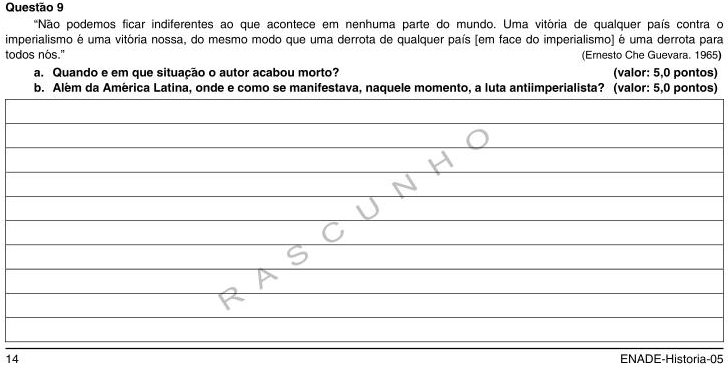 Questão 9
“Não podemos ficar indiferentes ao que acontece em nenhuma parte do mundo. Uma vitória de qualquer país contra o
imperialismo é uma vitória nossa, do mesmo modo que uma derrota de qualquer país [em face do imperialismo] é uma derrota para
todos nós.” (Ernesto Che Guevara. 1965)
a. Quando e em que situação o autor acabou morto? (valor: 5,0 pontos)
b. Além da América Latina, onde e como se manifestava, naquele momento, a luta antiimperialista? (valor: 5,0 pontos)
RASCUNHO
14 ENADE-Historia-05